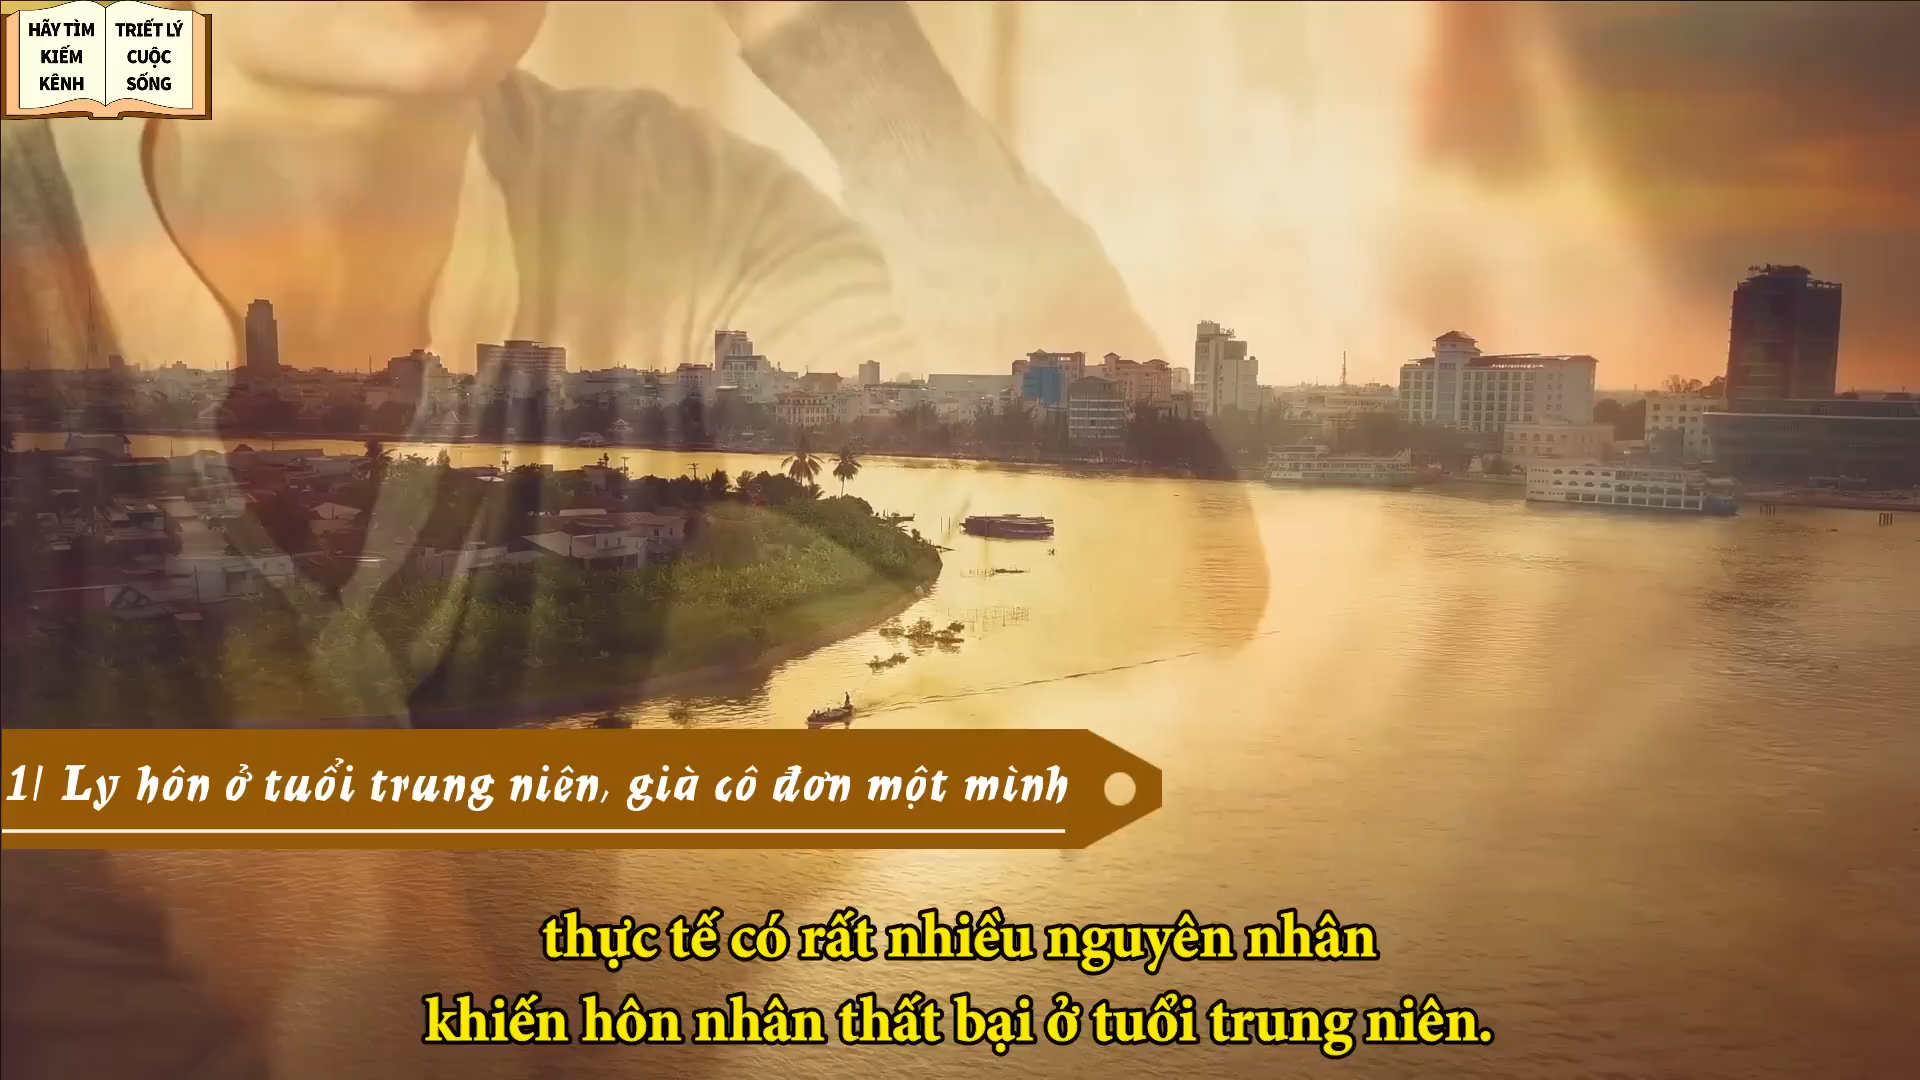 HÃY TÌM
KIẾM
KÊNH
TRIẾT LÝ
CUỘC
SỐNG
1/ Ly hôn ở tuổi trung niên, già cô đơn một mình
thực tế có rất nhiều nguyên nhân
khiến hôn nhân thất bại ở tuổi trung niên.